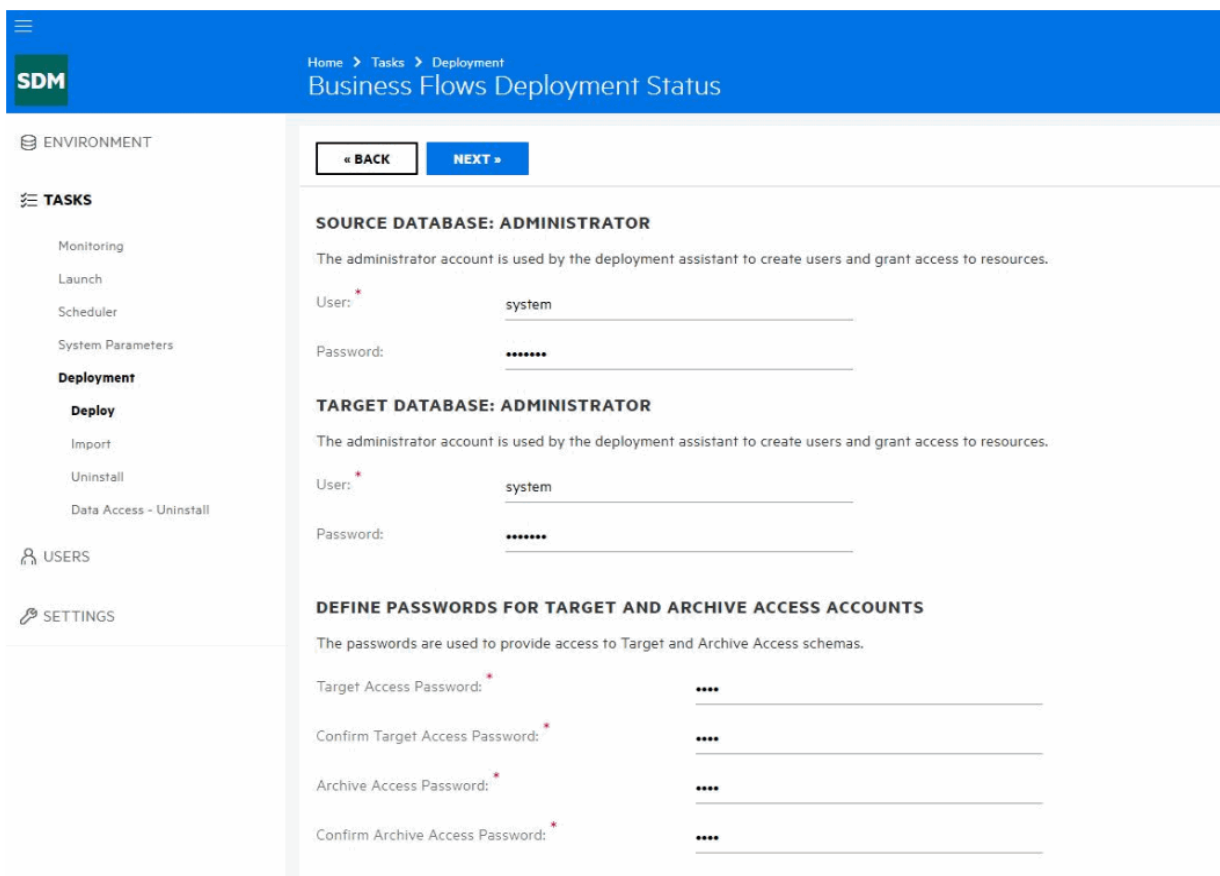 SDM
Home > Tasks > Deployment
Business Flows Deployment Status
ENVIRONMENT
TASKS
Monitoring
Launch
Scheduler
System Parameters
Deployment
Deploy
Import
Uninstall
Data Access - Uninstall
USERS
SETTINGS
« BACK
NEXT »
SOURCE DATABASE: ADMINISTRATOR
The administrator account is used by the deployment assistant to create users and grant access to resources.
User: * system
Password: •••••••
TARGET DATABASE: ADMINISTRATOR
The administrator account is used by the deployment assistant to create users and grant access to resources.
User: * system
Password: •••••••
DEFINE PASSWORDS FOR TARGET AND ARCHIVE ACCESS ACCOUNTS
The passwords are used to provide access to Target and Archive Access schemas.
Target Access Password: * ••••
Confirm Target Access Password: * ••••
Archive Access Password: * ••••
Confirm Archive Access Password: * ••••